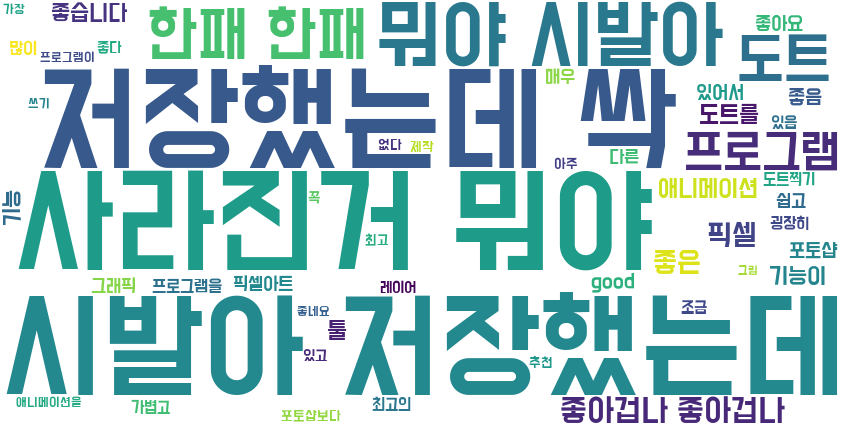 가장 좋습니다 한패 한패 뭐야 시발아 좋아요
많이 프로그램이 좋다 도트
저장했는데 싹 매우 있어서 좋음
쓰기 도트를 있음
없다 제작 아주 다른 프로그램
사라진거 뭐야 애니메이션 도트찍기
기능 꼭 쉽고
최고 픽셀 굉장히
좋은 포토샵
그림 기능이
그래픽 프로그램을 픽셀아트 레이어 good
시발아 저장했는데 좋네요 조금
툴
있고 추천
애니메이션을 가볍고 최고의
포토샵보다 좋아겁나 좋아겁나